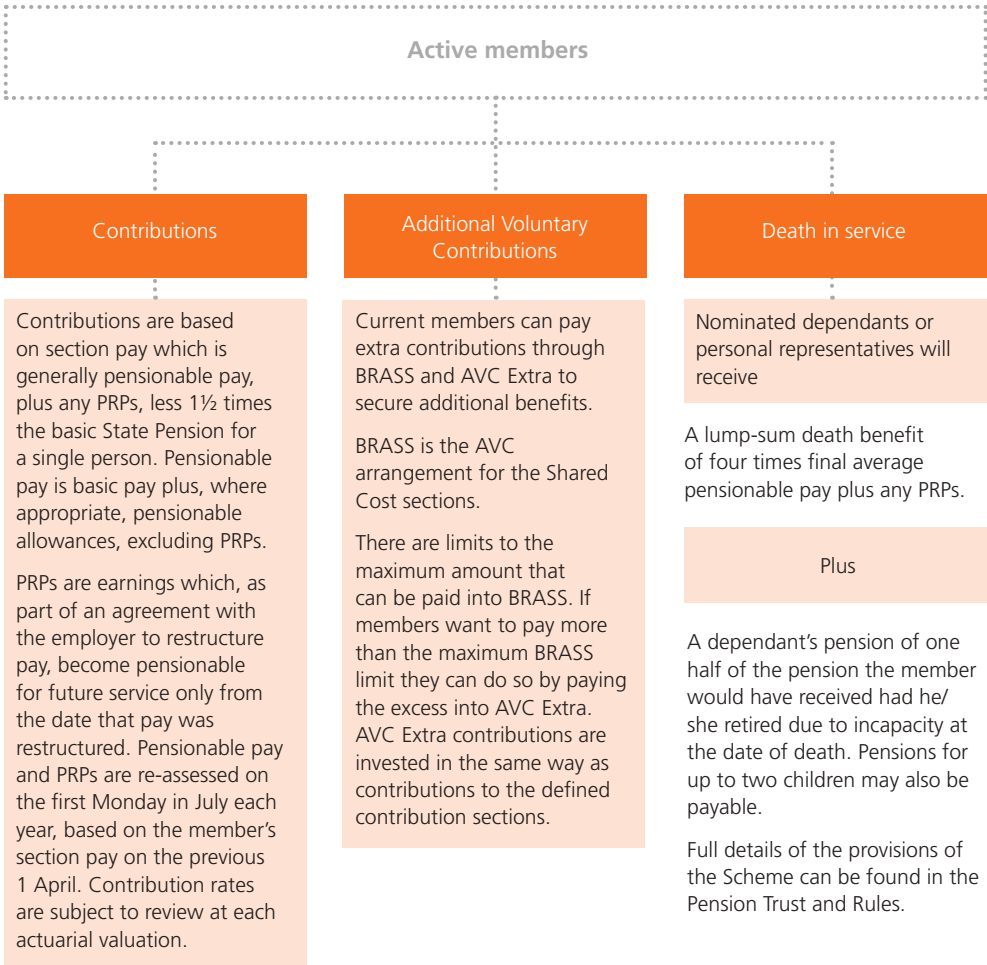 Active members
Contributions
Contributions are based
on section pay which is
generally pensionable pay,
plus any PRPs, less 1½ times
the basic State Pension for
a single person. Pensionable
pay is basic pay plus, where
appropriate, pensionable
allowances, excluding PRPs.
PRPs are earnings which, as
part of an agreement with
the employer to restructure
pay, become pensionable
for future service only from
the date that pay was
restructured. Pensionable pay
and PRPs are re-assessed on
the first Monday in July each
year, based on the member’s
section pay on the previous
1 April. Contribution rates
are subject to review at each
actuarial valuation.
Additional Voluntary
Contributions
Current members can pay
extra contributions through
BRASS and AVC Extra to
secure additional benefits.
BRASS is the AVC
arrangement for the Shared
Cost sections.
There are limits to the
maximum amount that
can be paid into BRASS. If
members want to pay more
than the maximum BRASS
limit they can do so by paying
the excess into AVC Extra.
AVC Extra contributions are
invested in the same way as
contributions to the defined
contribution sections.
Death in service
Nominated dependants or
personal representatives will
receive
A lump-sum death benefit
of four times final average
pensionable pay plus any PRPs.
Plus
A dependant’s pension of one
half of the pension the member
would have received had he/
she retired due to incapacity at
the date of death. Pensions for
up to two children may also be
payable.
Full details of the provisions of
the Scheme can be found in the
Pension Trust and Rules.